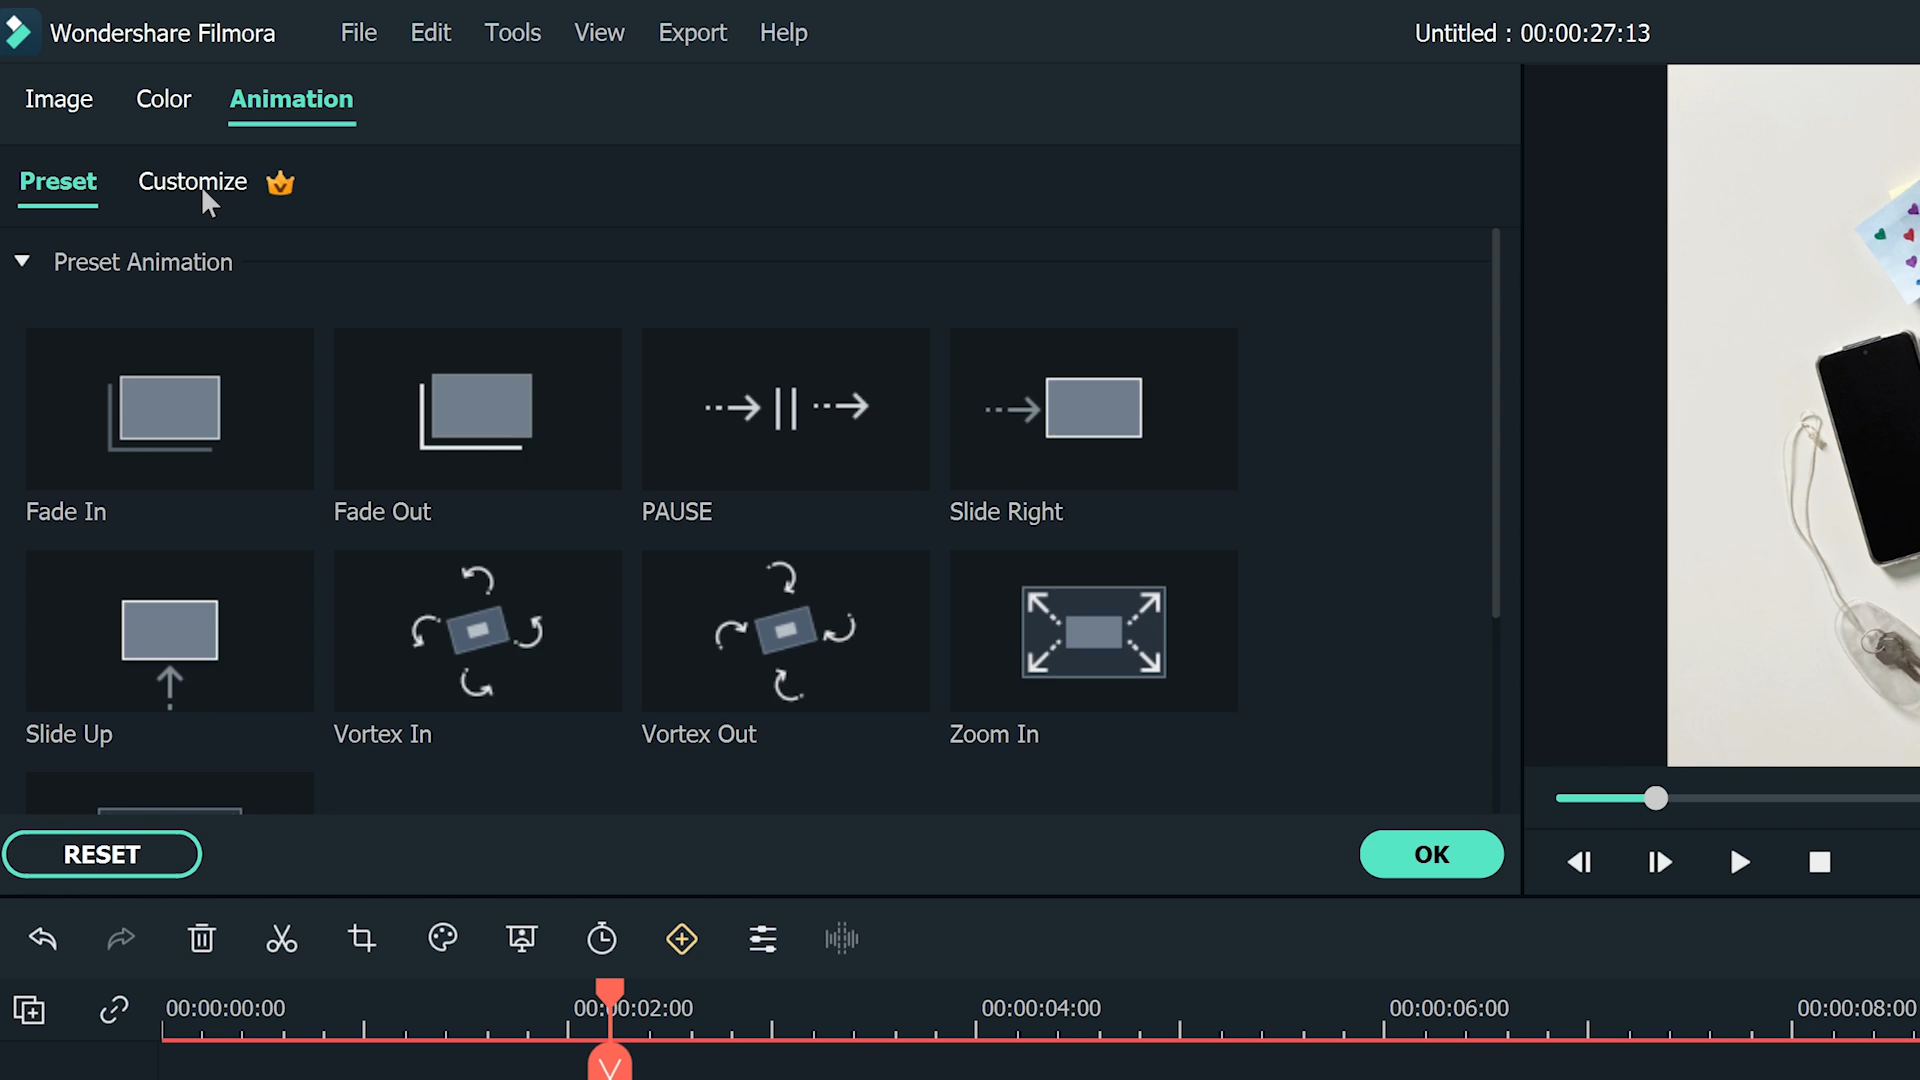 Wondershare Filmora File Edit Tools View Export Help Untitled : 00:00:27:13
Image Color Animation
Preset Customize
Preset Animation
Fade In Fade Out PAUSE Slide Right
Slide Up Vortex In Vortex Out Zoom In
RESET OK
00:00:00:00 00:00:02:00 00:00:04:00 00:00:06:00 00:00:08:00